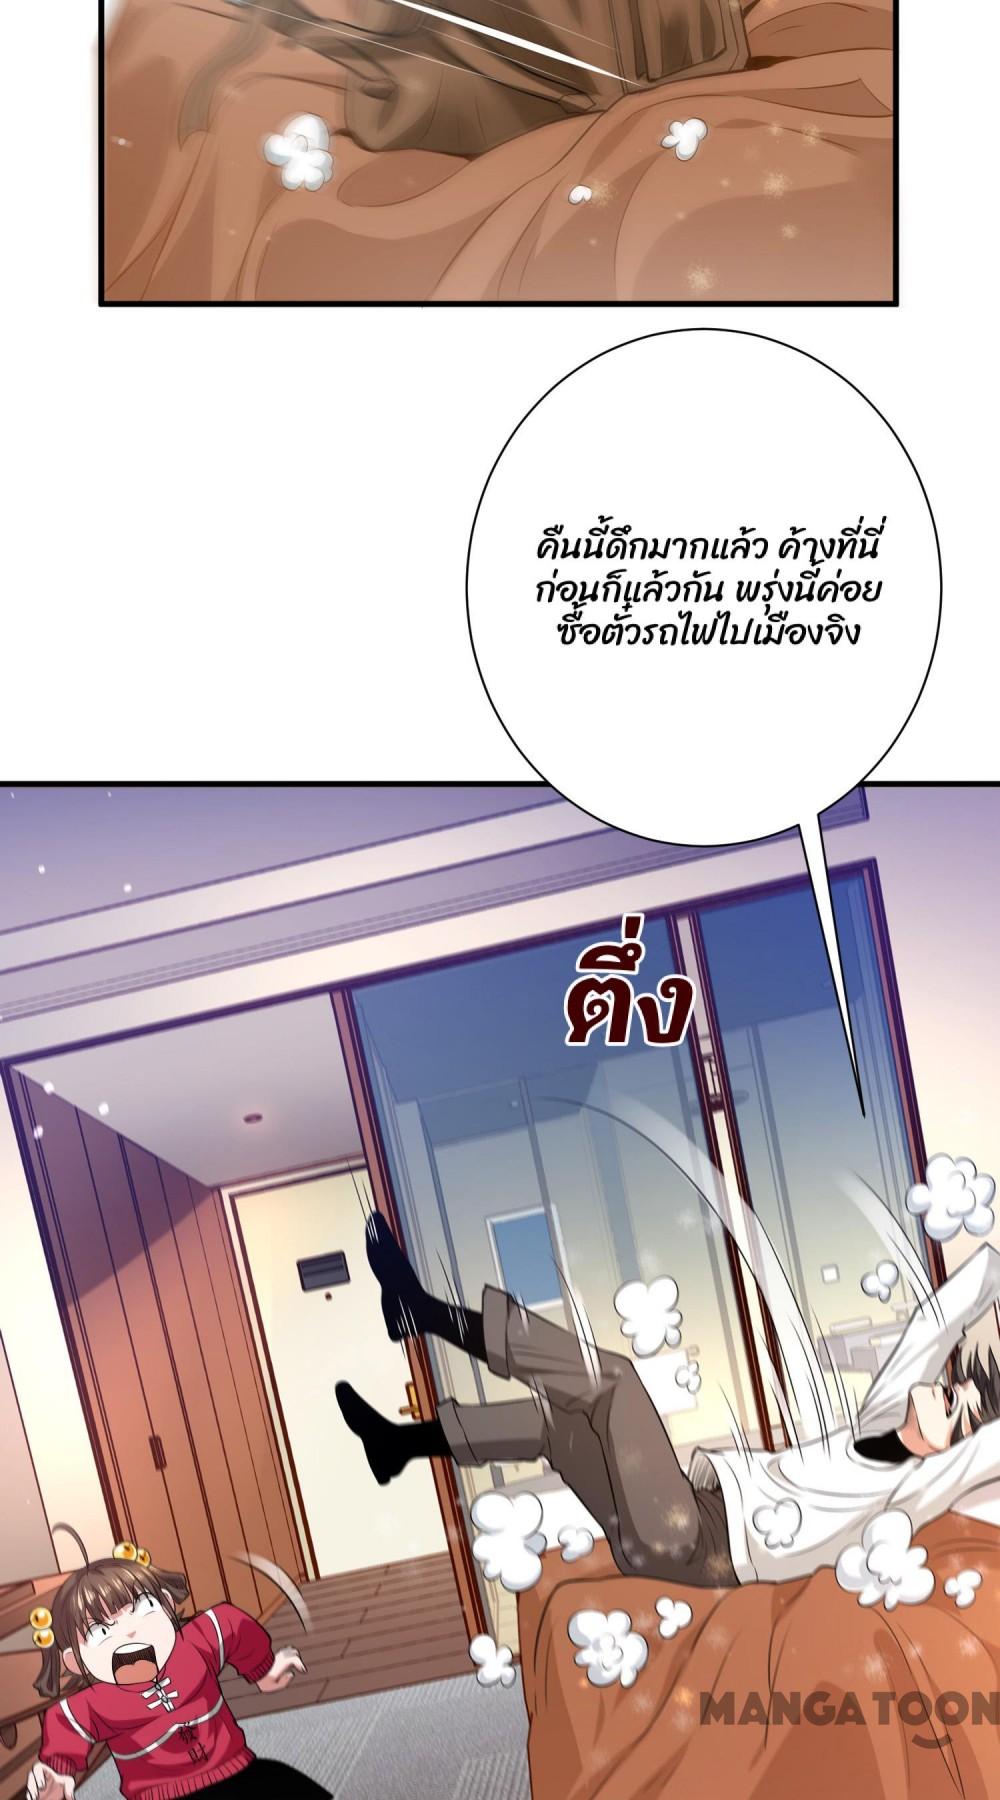 คืนนี้ดึกมากแล้ว ค้างที่นี่
ก่อนก็แล้วกัน พรุ่งนี้ค่อย
ซื้อตั๋วรถไฟไปเมืองจิง
ตึ่ง
發
財
MANGATOON